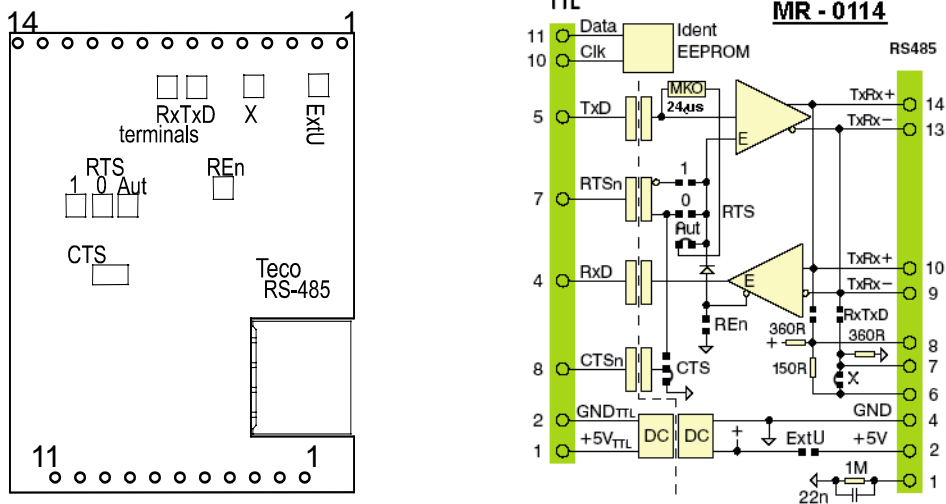 14 1
RxTxD X ExtU
terminals
RTS REn
1 0 Aut
CTS
Teco
RS-485
11 1
TTL
MR - 0114
RS485
11 Data Ident
10 Clk EEPROM
MKO
24µs
5 TxD
E
TxRx+ 14
TxRx− 13
1
7 RTSn
0
RTS
Aut
4 RxD
E
TxRx+ 10
TxRx− 9
REn
RxTxD
360R
+
360R
8
150R
7
X
6
8 CTSn
CTS
2 GNDTTL
GND 4
DC DC
+
1 +5VTTL
ExtU +5V 2
1M
1
22n